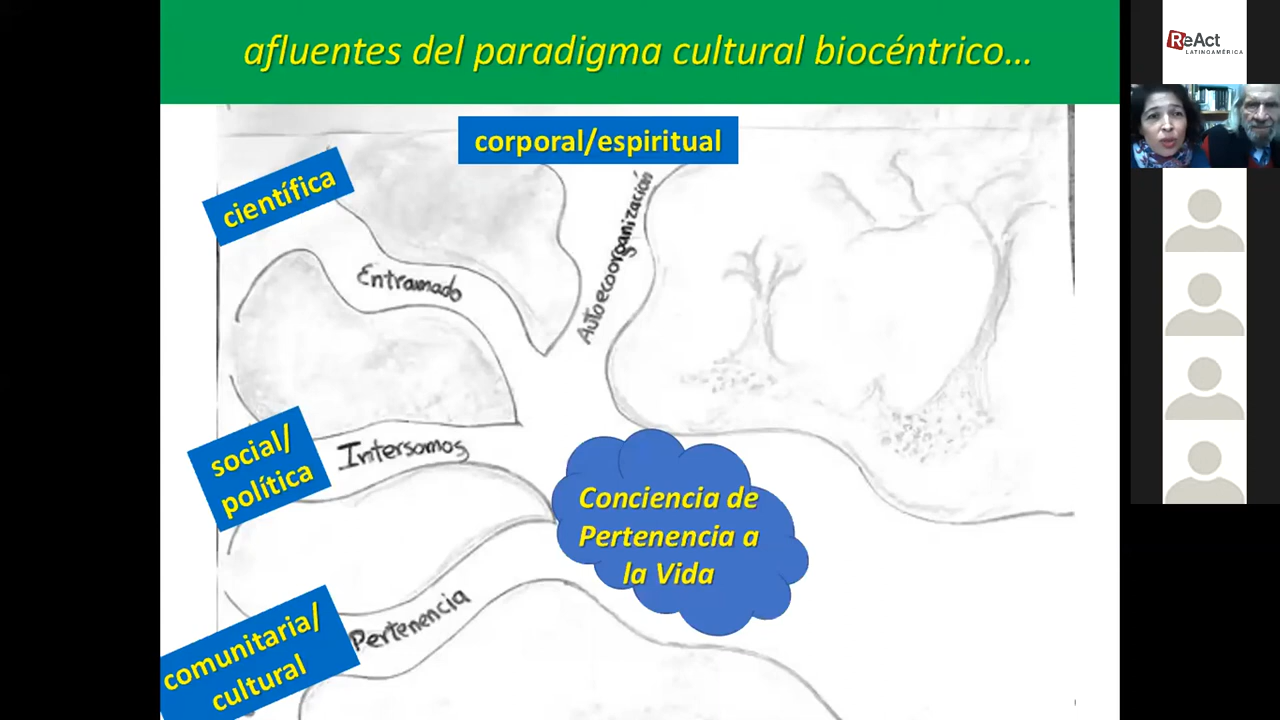 afluentes del paradigma cultural biocéntrico...
corporal/espiritual
científica
Entramado
Autoecoorganización
social/
política
Intersomos
Conciencia de
Pertenencia a
la Vida
comunitaria/
cultural
Pertenencia
ReAct
LATINOAMÉRICA